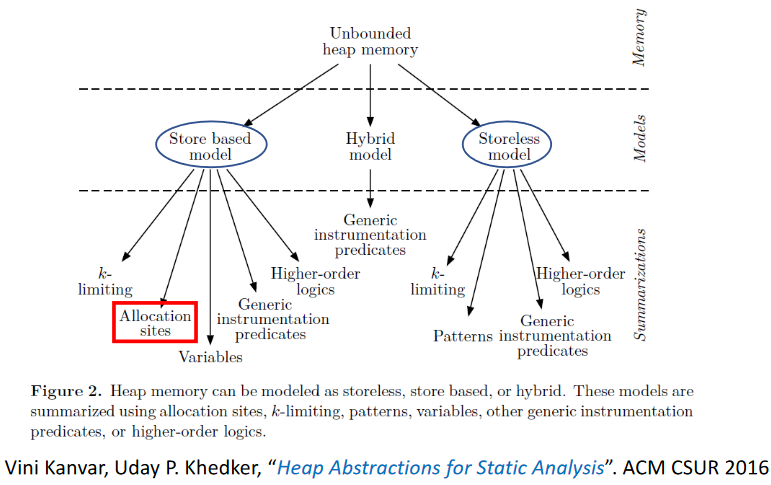 Unbounded
heap memory
Memory
Store based
model
Hybrid
model
Storeless
model
Models
Generic
instrumentation
predicates
k-
limiting
Higher-order
logics
Allocation
sites
Generic
instrumentation
predicates
Variables
k-
limiting
Higher-order
logics
Patterns
Generic
instrumentation
predicates
Summarizations
Figure 2. Heap memory can be modeled as storeless, store based, or hybrid. These models are
summarized using allocation sites, k-limiting, patterns, variables, other generic instrumentation
predicates, or higher-order logics.
Vini Kanvar, Uday P. Khedker, “Heap Abstractions for Static Analysis”. ACM CSUR 2016